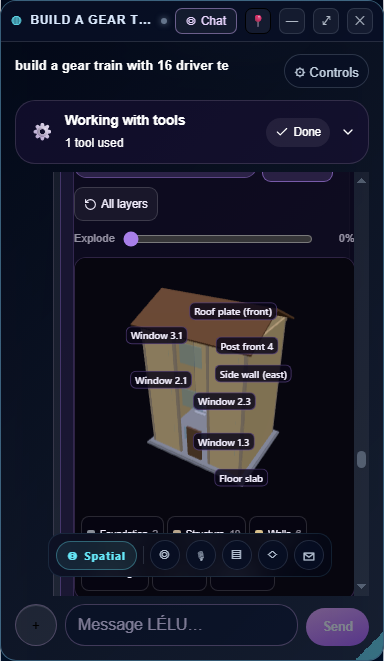 BUILD A GEAR T...
Chat
build a gear train with 16 driver te
Controls
Working with tools
1 tool used
Done
All layers
Explode
0%
Roof plate (front)
Window 3.1
Post front 4
Side wall (east)
Window 2.1
Window 2.3
Window 1.3
Floor slab
Spatial
Message LÉLU...
Send